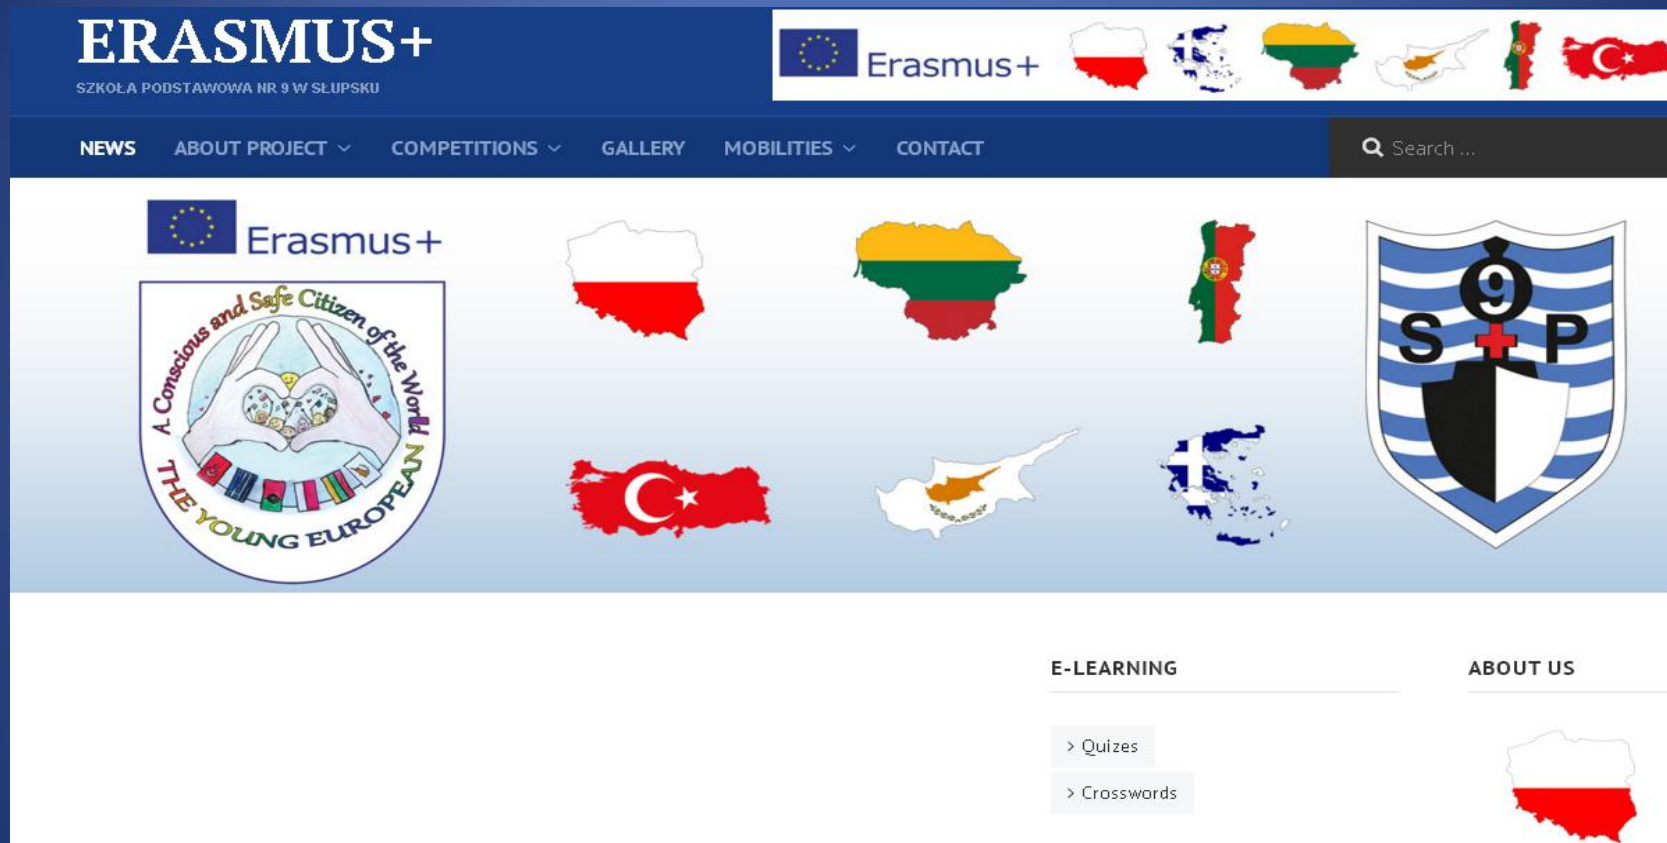 ERASMUS+
SZKOŁA PODSTAWOWA NR 9 W SŁUPSKU
Erasmus+
NEWS ABOUT PROJECT COMPETITIONS GALLERY MOBILITIES CONTACT
Search ...
Erasmus+
A Conscious and Safe Citizen of the World
THE YOUNG EUROPEAN
9
S P
E-LEARNING
> Quizes
> Crosswords
ABOUT US